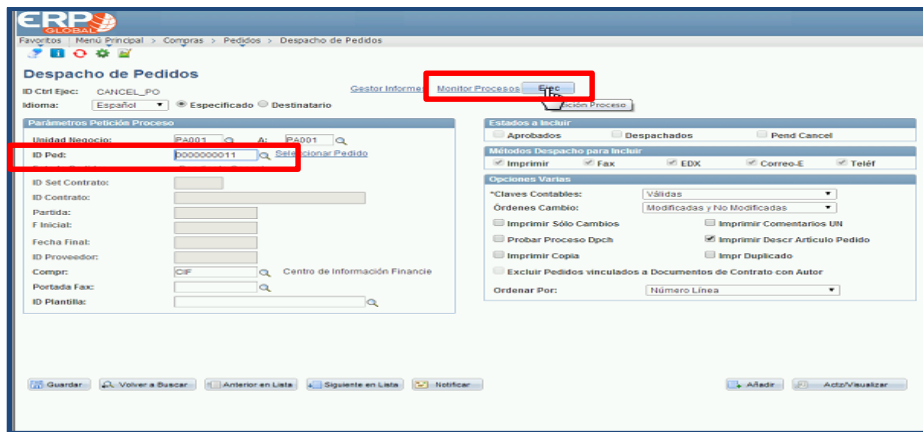 ERP
GLOBAL
Favoritos | Menú Principal > Compras > Pedidos > Despacho de Pedidos
Despacho de Pedidos
ID Ctrl Ejec: CANCEL_PO Gestor Informe Monitor Procesos Ejec
Idioma: Español Especificado Destinatario
Parámetros Petición Proceso
Unidad Negocio: PA001 A: PA001
ID Ped: 0000000011 Seleccionar Pedido
ID Set Contrato:
ID Contrato:
Partida:
F Inicial:
Fecha Final:
ID Proveedor:
Compr: CIF Centro de Información Financie
Portada Fax:
ID Plantilla:
Estados a Incluir
Aprobados Despachados Pend Cancel
Métodos Despacho para Incluir
Imprimir Fax EDX Correo-E Teléf
Opciones Varias
*Claves Contables: Válidas
Órdenes Cambio: Modificadas y No Modificadas
Imprimir Sólo Cambios Imprimir Comentarios UN
Probar Proceso Dpch Imprimir Descr Artículo Pedido
Imprimir Copia Impr Duplicado
Excluir Pedidos vinculados a Documentos de Contrato con Autor
Ordenar Por: Número Línea
Guardar Volver a Buscar Anterior en Lista Siguiente en Lista Notificar Añadir Actz/Visualizar